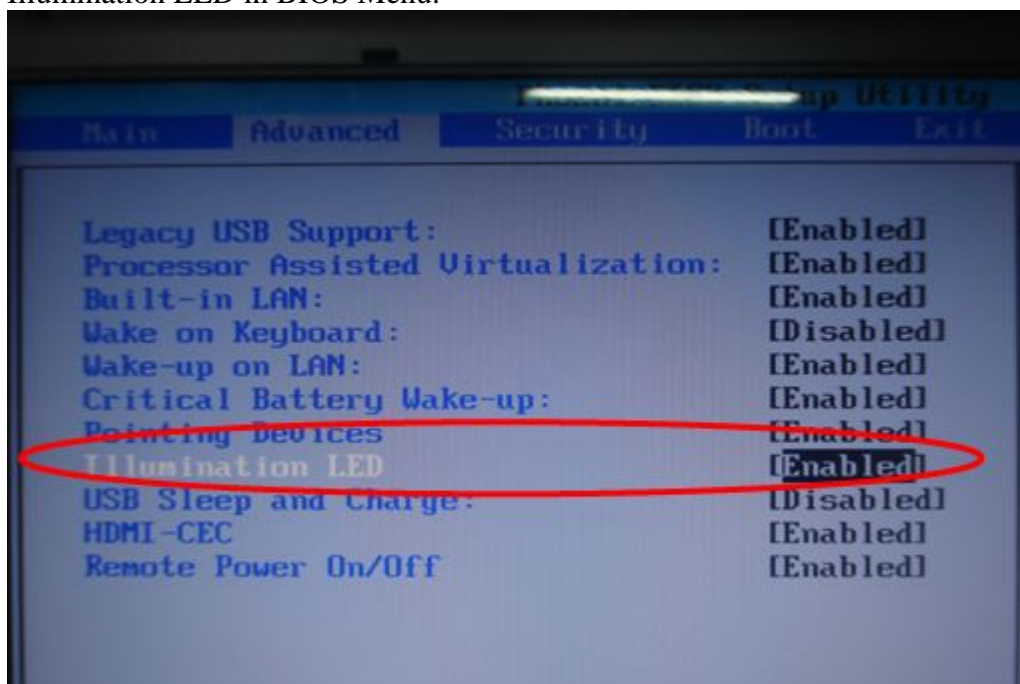 Illumination LED in BIOS Menu.
up Utility
Main Advanced Security Boot Exit
Legacy USB Support: [Enabled]
Processor Assisted Virtualization: [Enabled]
Built-in LAN: [Enabled]
Wake on Keyboard: [Disabled]
Wake-up on LAN: [Enabled]
Critical Battery Wake-up: [Enabled]
Pointing Devices [Enabled]
Illumination LED [Enabled]
USB Sleep and Charge: [Disabled]
HDMI-CEC [Enabled]
Remote Power On/Off [Enabled]